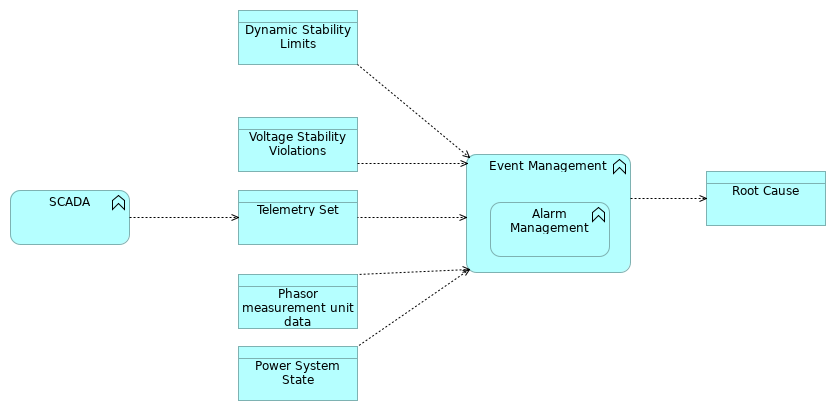 Dynamic Stability
Limits
Voltage Stability
Violations
Event Management
SCADA
Telemetry Set
Alarm
Management
Root Cause
Phasor
measurement unit
data
Power System
State